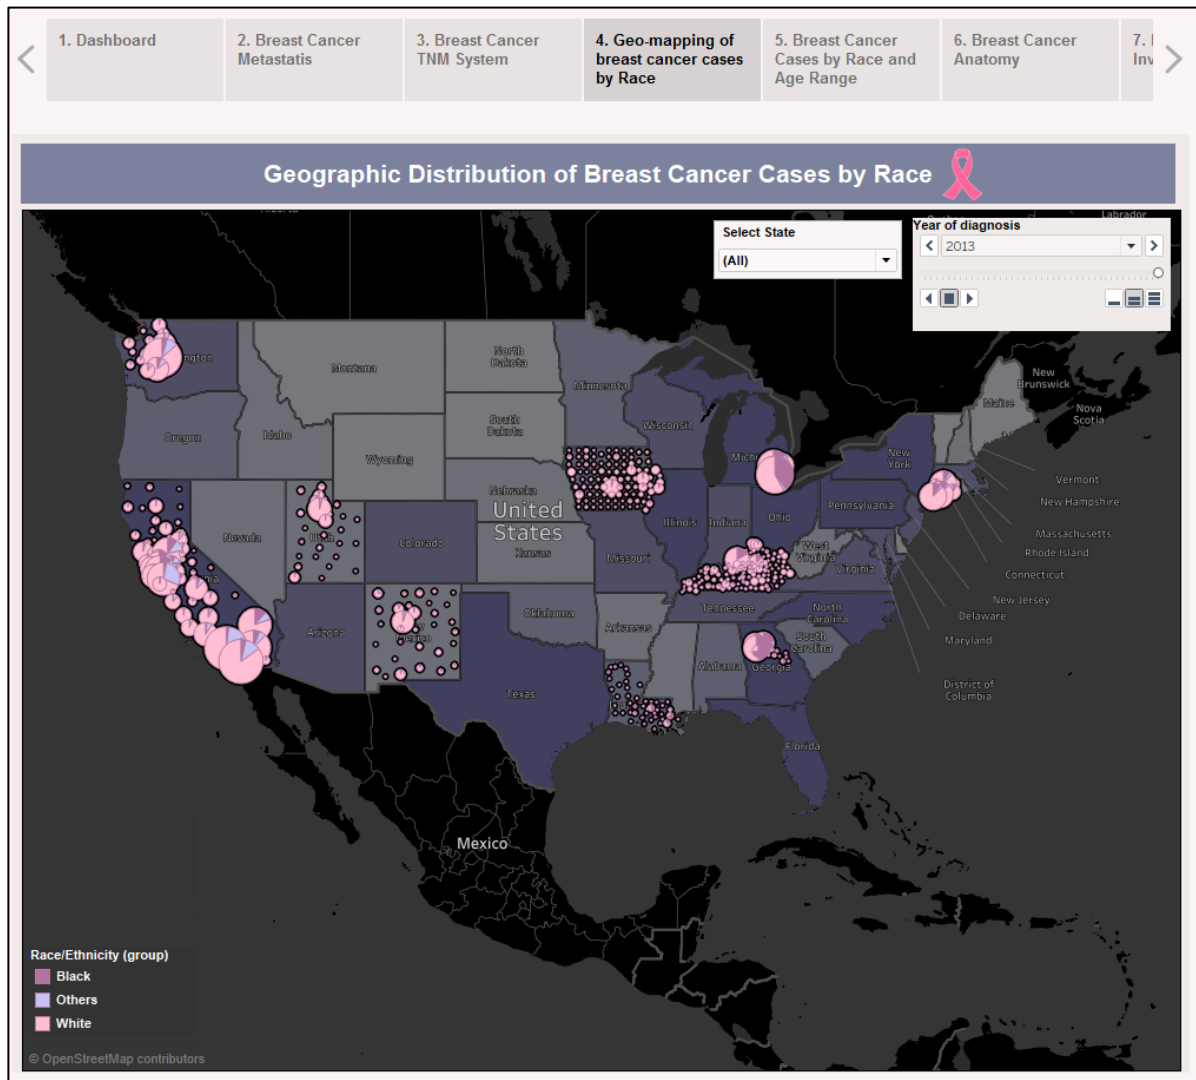 1. Dashboard
2. Breast Cancer
Metastatis
3. Breast Cancer
TNM System
4. Geo-mapping of
breast cancer cases
by Race
5. Breast Cancer
Cases by Race and
Age Range
6. Breast Cancer
Anatomy
7.
Inv
Geographic Distribution of Breast Cancer Cases by Race
Select State
(All)
Year of diagnosis
2013
Labrador
New
Brunswick
Nova
Scotia
Maine
Montana
North
Dakota
Minnesota
South
Dakota
Wisconsin
Oregon
Idaho
Wyoming
New
York
Vermont
New Hampshire
Massachusetts
Rhode Island
Connecticut
New Jersey
Delaware
Maryland
District of
Columbia
Nebraska
United
States
Pennsylvania
Nevada
Colorado
Kansas
Missouri
Illinois
Indiana
Ohio
West
Virginia
Virginia
Arizona
Oklahoma
Arkansas
Tennessee
North
Carolina
South
Carolina
Alabama
Georgia
Texas
Florida
Mexico
Race/Ethnicity (group)
Black
Others
White
© OpenStreetMap contributors